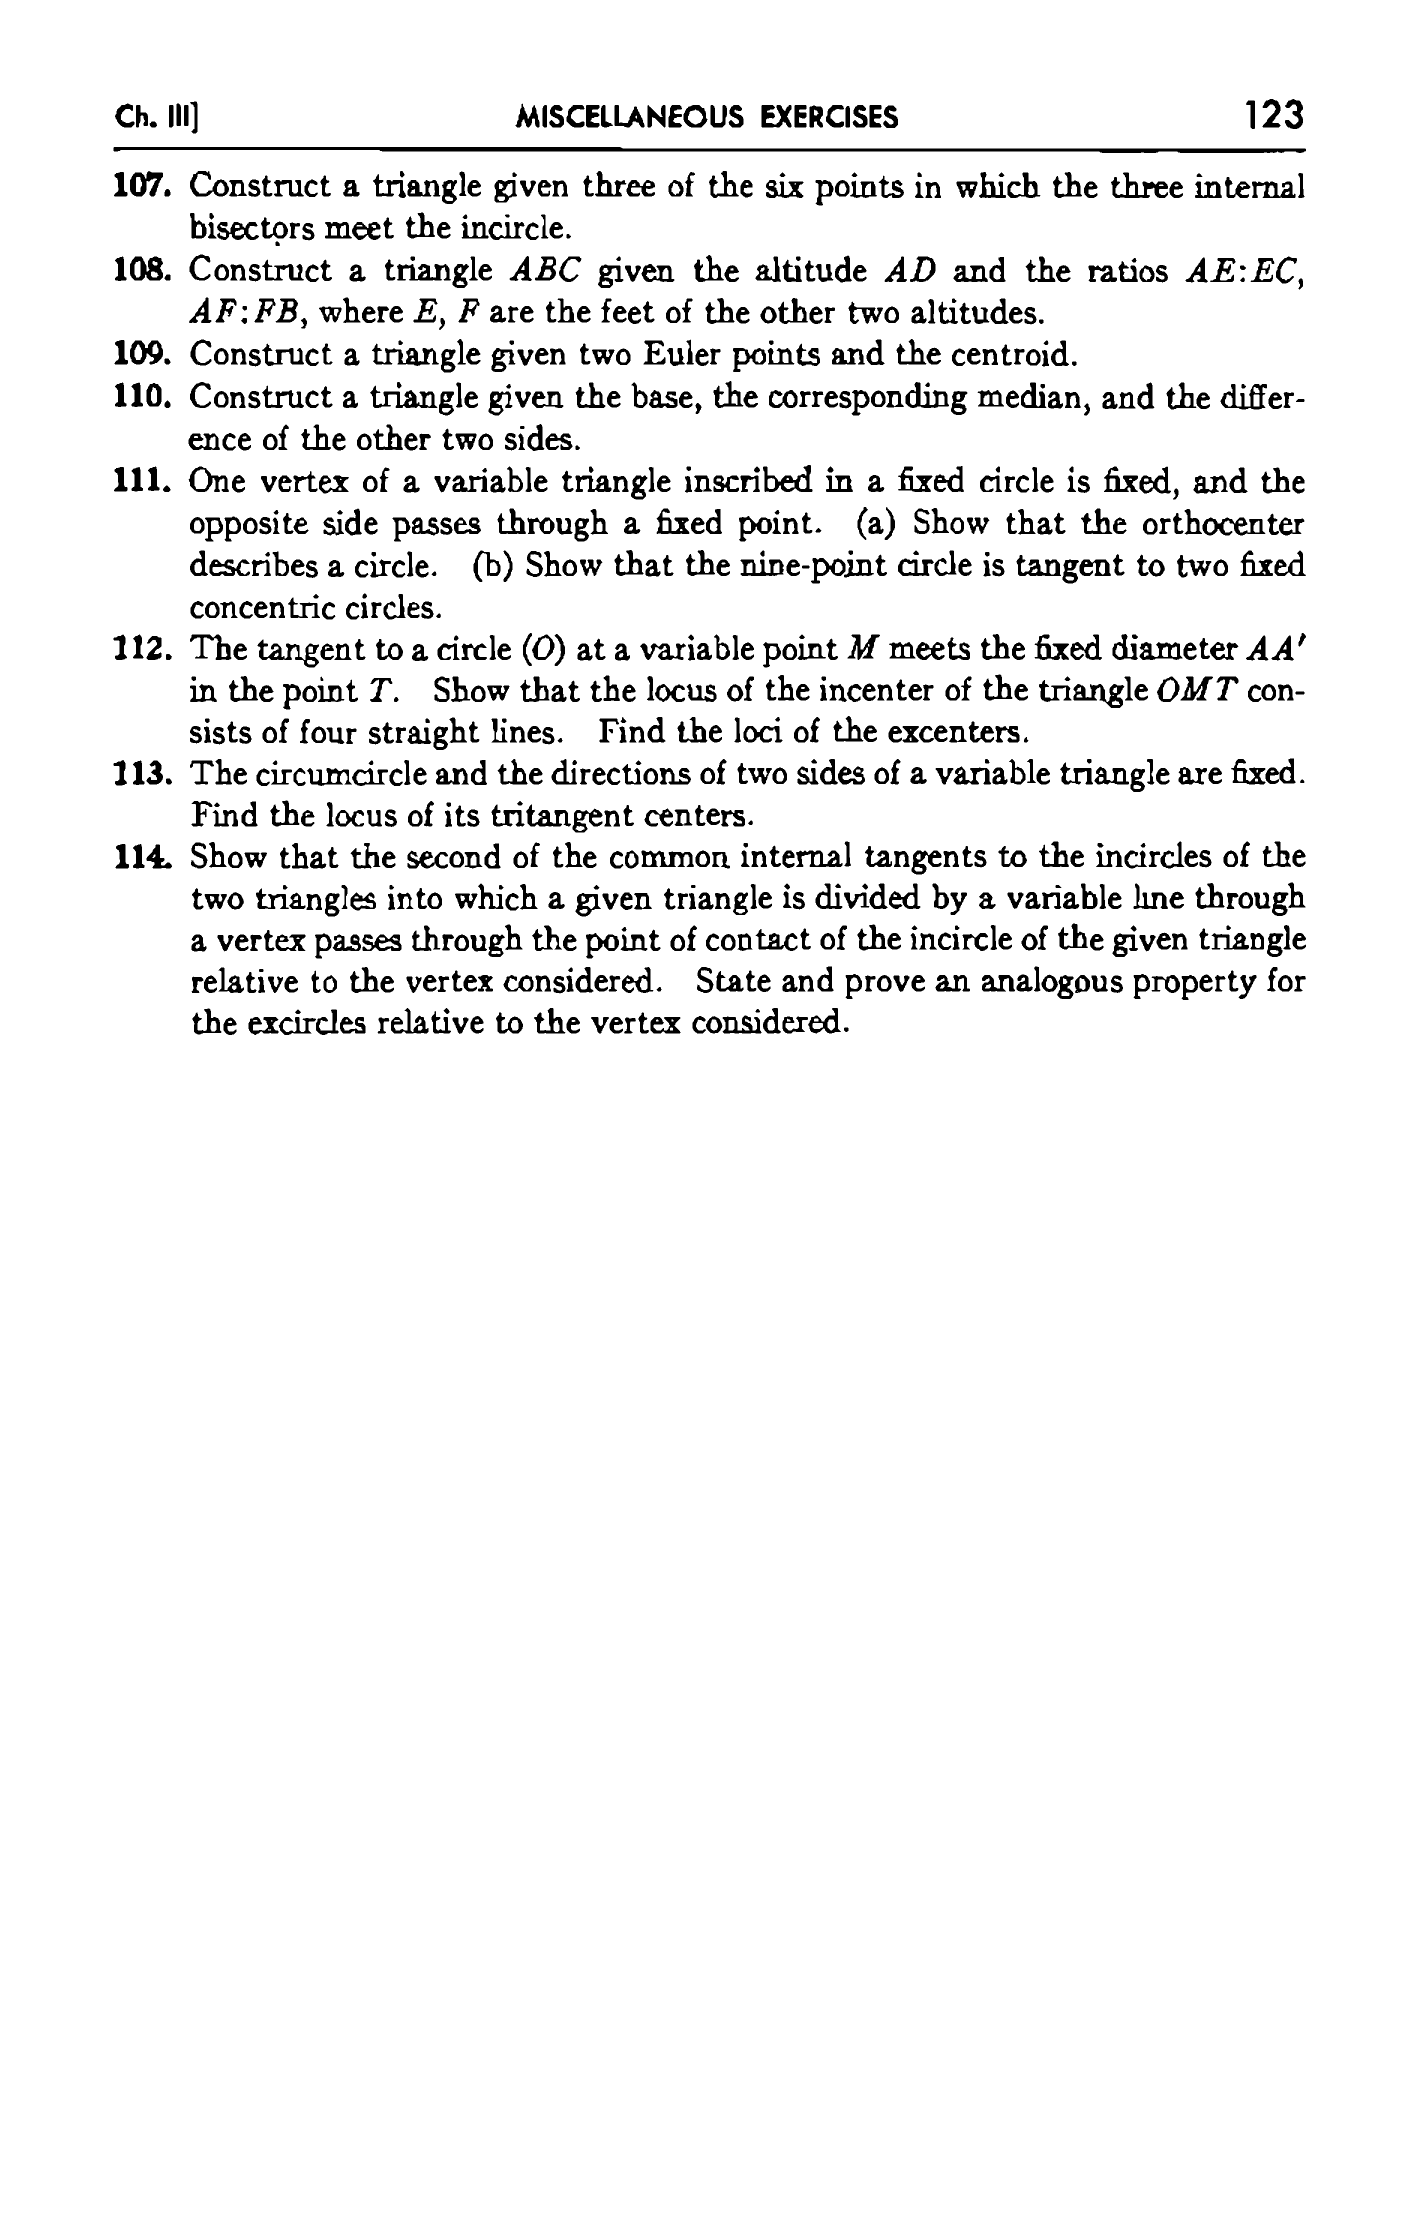 Ch. III] MISCELLANEOUS EXERCISES 123
107. Construct a triangle given three of the six points in which the three internal
bisectors meet the incircle.
108. Construct a triangle ABC given the altitude AD and the ratios AE:EC,
AF:FB, where E, F are the feet of the other two altitudes.
109. Construct a triangle given two Euler points and the centroid.
110. Construct a triangle given the base, the corresponding median, and the differ-
ence of the other two sides.
111. One vertex of a variable triangle inscribed in a fixed circle is fixed, and the
opposite side passes through a fixed point. (a) Show that the orthocenter
describes a circle. (b) Show that the nine-point circle is tangent to two fixed
concentric circles.
112. The tangent to a circle (O) at a variable point M meets the fixed diameter AA′
in the point T. Show that the locus of the incenter of the triangle OMT con-
sists of four straight lines. Find the loci of the excenters.
113. The circumcircle and the directions of two sides of a variable triangle are fixed.
Find the locus of its tritangent centers.
114. Show that the second of the common internal tangents to the incircles of the
two triangles into which a given triangle is divided by a variable line through
a vertex passes through the point of contact of the incircle of the given triangle
relative to the vertex considered. State and prove an analogous property for
the excircles relative to the vertex considered.